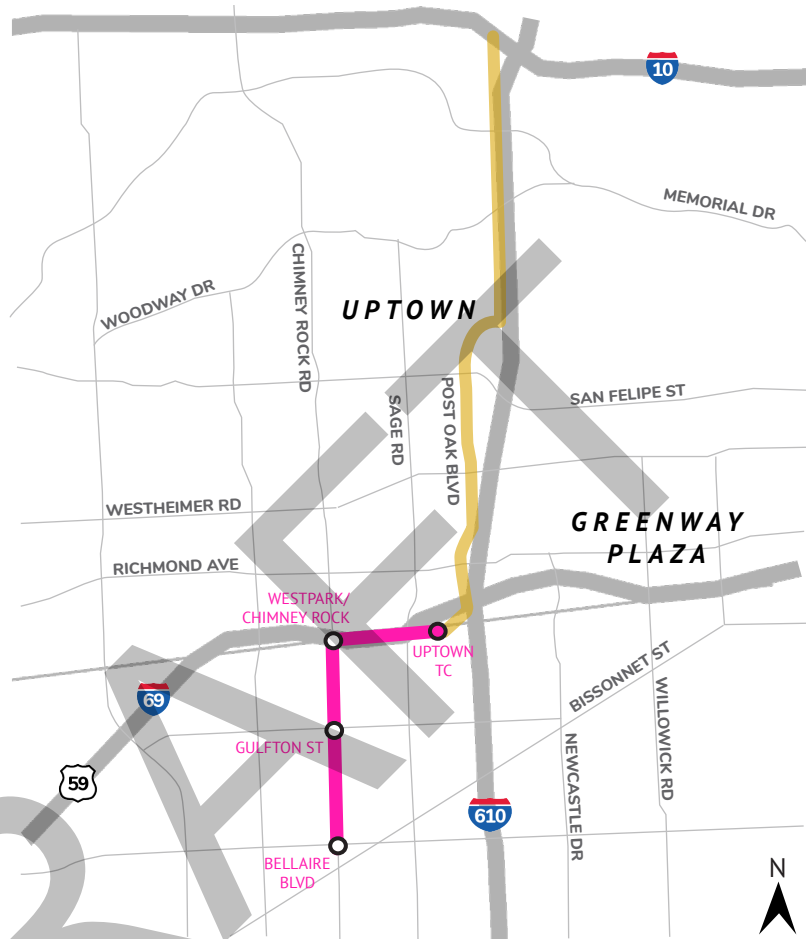 10
MEMORIAL DR
CHIMNEY ROCK RD
WOODWAY DR
UPTOWN
SAGE RD
POST OAK BLVD
SAN FELIPE ST
WESTHEIMER RD
GREENWAY
PLAZA
RICHMOND AVE
WESTPARK/
CHIMNEY ROCK
UPTOWN
TC
BISSONNET ST
WILLOWICK RD
69
GULFTON ST
NEWCASTLE DR
59
610
BELLAIRE
BLVD
N